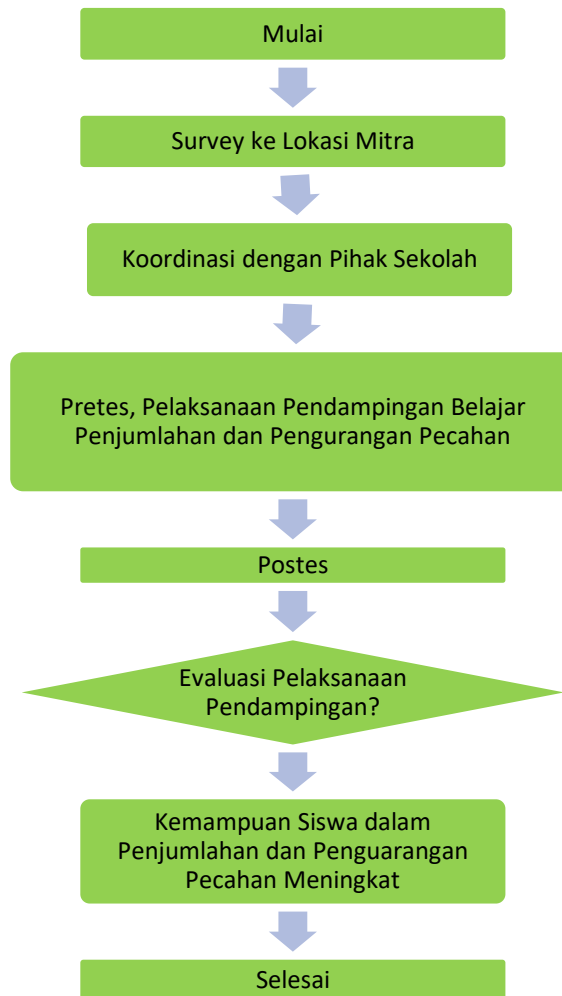 Mulai
Survey ke Lokasi Mitra
Koordinasi dengan Pihak Sekolah
Pretes, Pelaksanaan Pendampingan Belajar
Penjumlahan dan Pengurangan Pecahan
Postes
Evaluasi Pelaksanaan
Pendampingan?
Kemampuan Siswa dalam
Penjumlahan dan Penguarangan
Pecahan Meningkat
Selesai